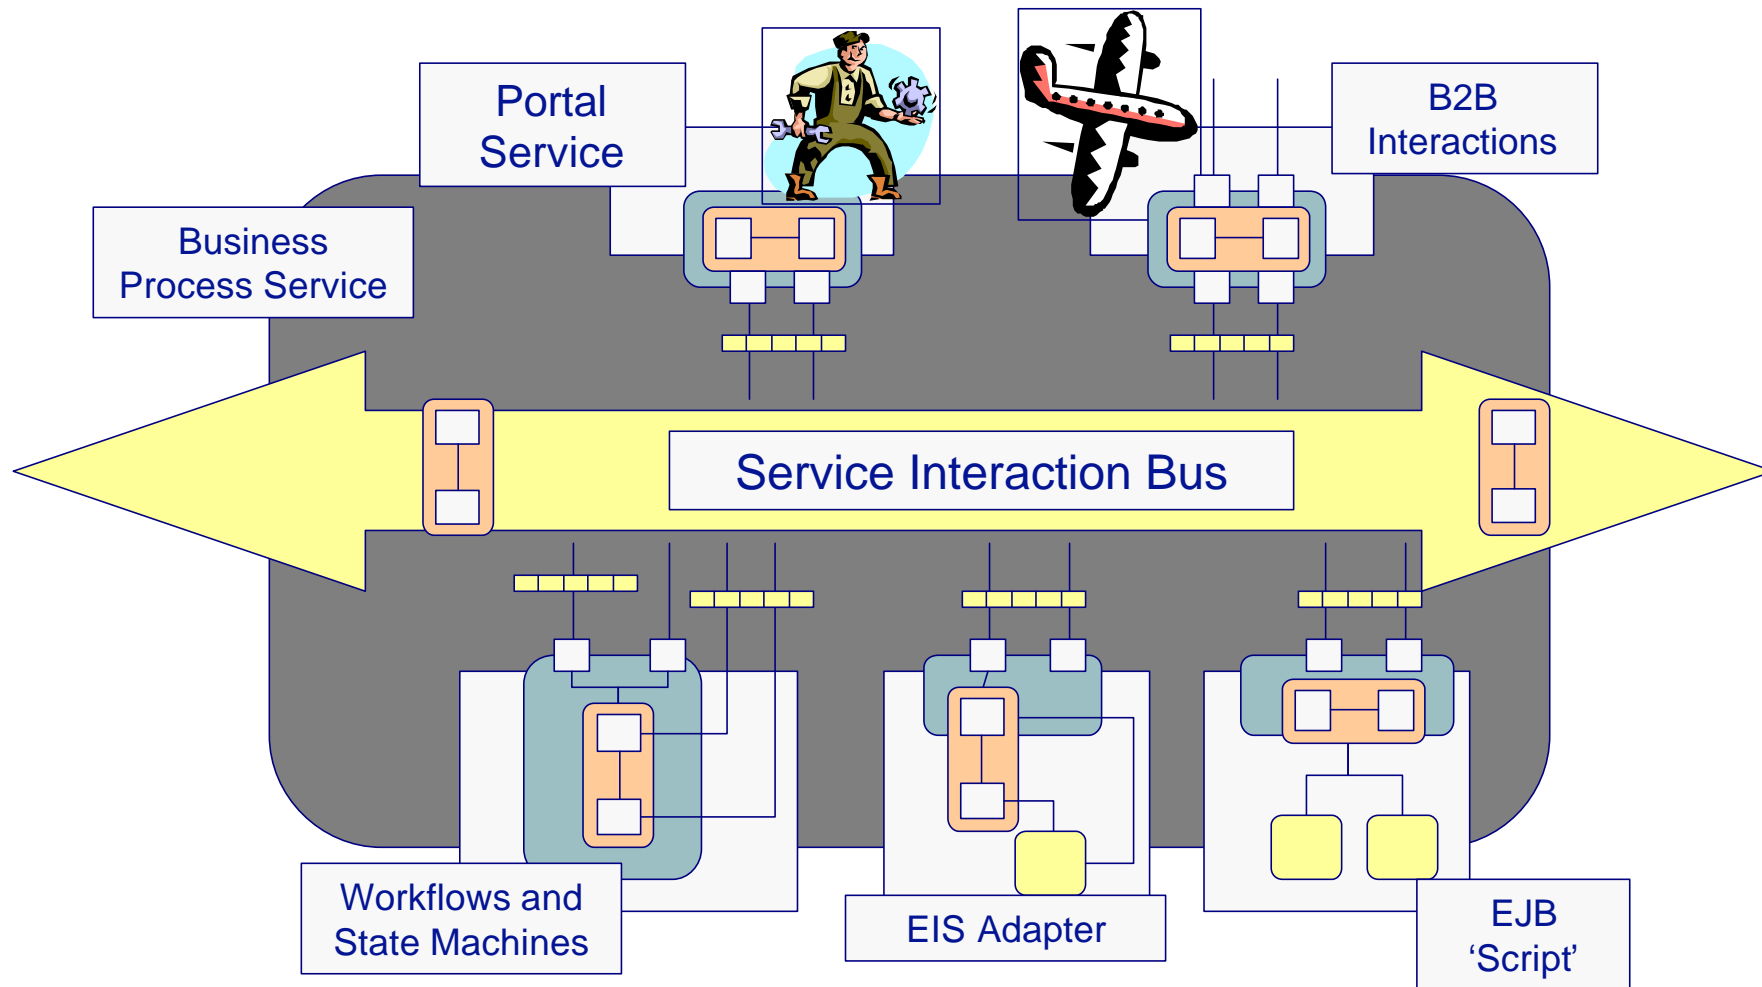 Portal
Service
B2B
Interactions
Business
Process Service
Service Interaction Bus
Workflows and
State Machines
EIS Adapter
EJB
‘Script’